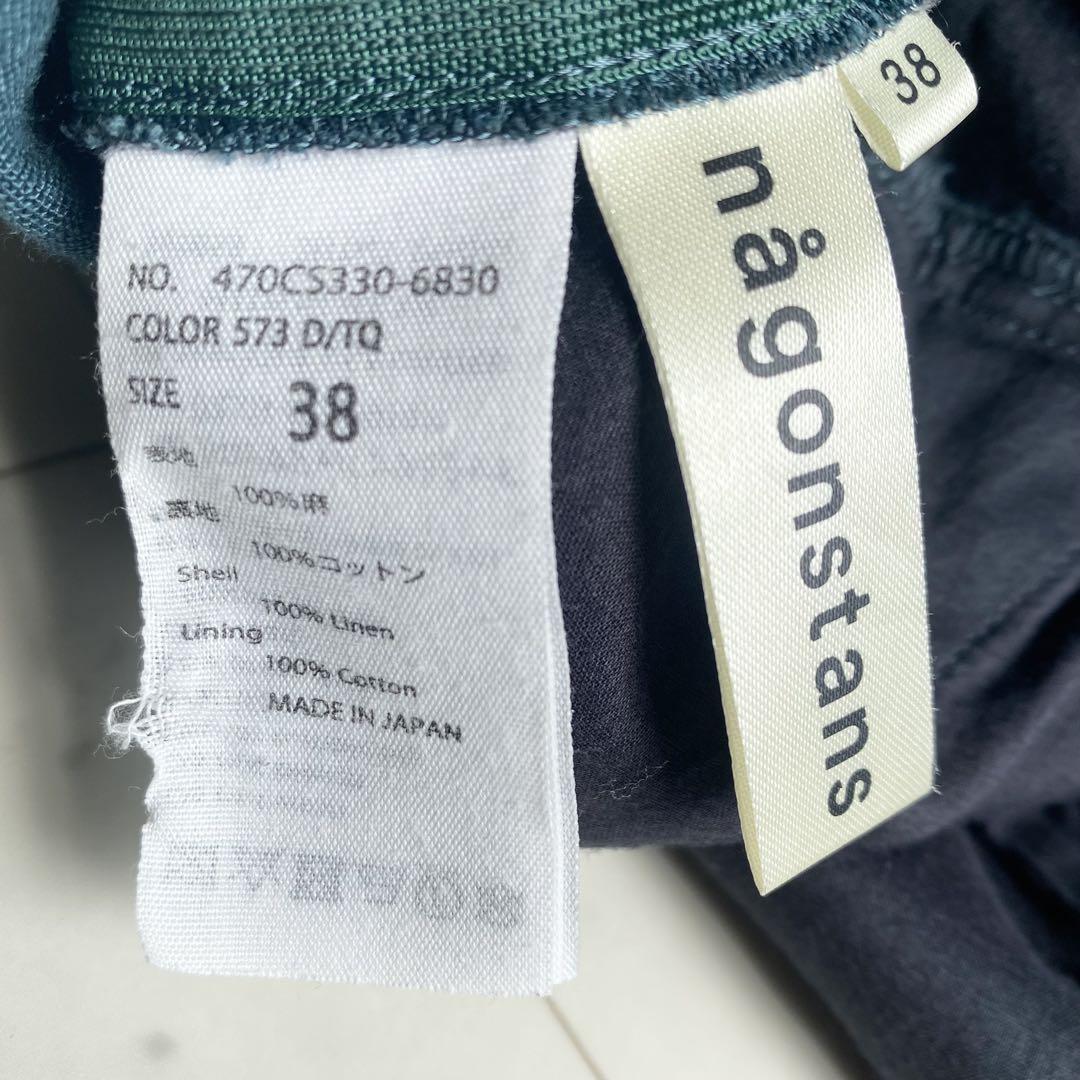 NO. 470CS330-6830
COLOR 573 D/TQ
SIZE 38
表地
100%麻
裏地
100%コットン
Shell
100% Linen
Lining
100% Cotton
MADE IN JAPAN
någonstans
38